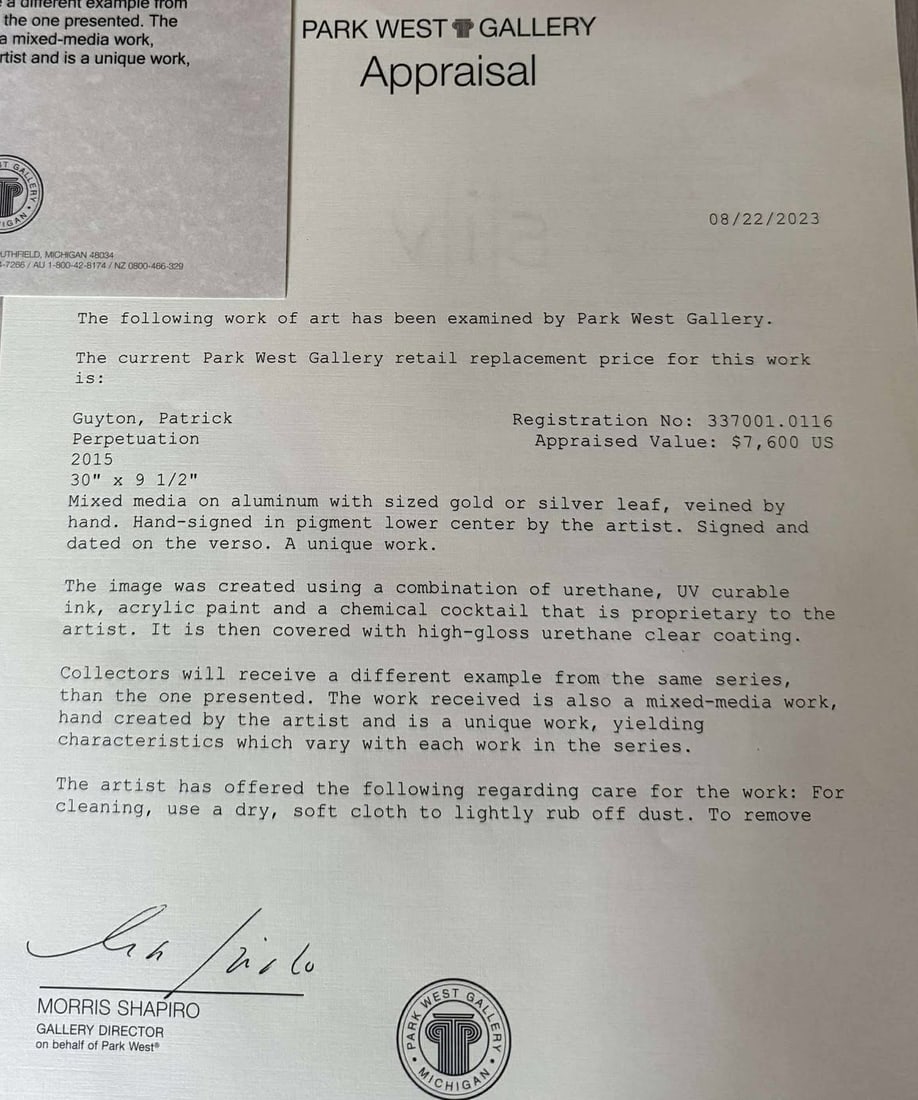 a different example from
the one presented. The
a mixed-media work,
and is a unique work,
MICHIGAN 48034
AU 1-800-42-8174 / NZ 0800-466-329
PARK WEST GALLERY
Appraisal
08/22/2023
The following work of art has been examined by Park West Gallery.
The current Park West Gallery retail replacement price for this work
is:
Guyton, Patrick
Registration No: 337001.0116
Perpetuation
Appraised Value: $7,600 US
2015
30" x 9 1/2"
Mixed media on aluminum with sized gold or silver leaf, veined by
hand. Hand-signed in pigment lower center by the artist. Signed and
dated on the verso. A unique work.
The image was created using a combination of urethane, UV curable
ink, acrylic paint and a chemical cocktail that is proprietary to the
artist. It is then covered with high-gloss urethane clear coating.
Collectors will receive a different example from the same series,
than the one presented. The work received is also a mixed-media work,
hand created by the artist and is a unique work, yielding
characteristics which vary with each work in the series.
The artist has offered the following regarding care for the work: For
cleaning, use a dry, soft cloth to lightly rub off dust. To remove
MORRIS SHAPIRO
GALLERY DIRECTOR
on behalf of Park West®
PARK WEST GALLERY
MICHIGAN